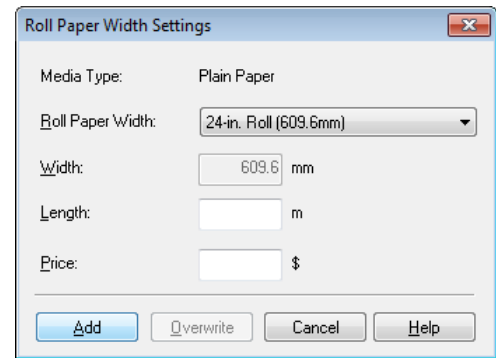 Roll Paper Width Settings
Media Type: Plain Paper
Roll Paper Width: 24-in. Roll (609.6mm)
Width: 609.6 mm
Length: m
Price: $
Add Overwrite Cancel Help